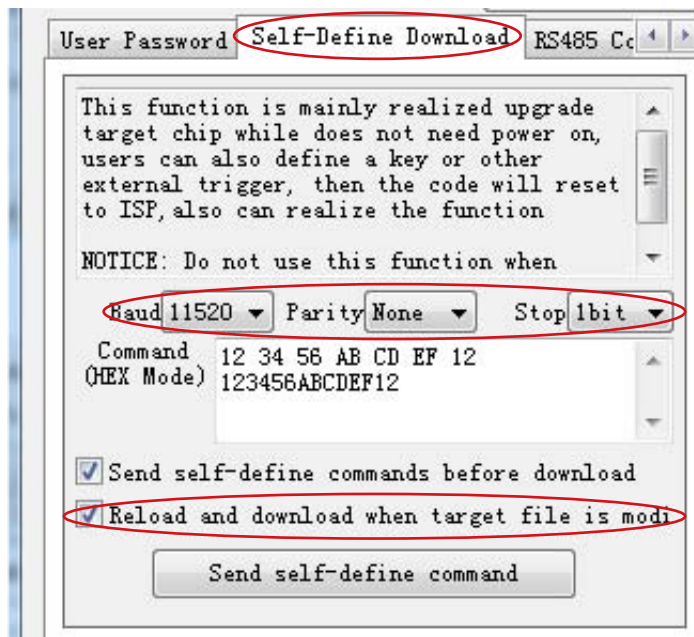 User Password Self-Define Download RS485 Co
This function is mainly realized upgrade
target chip while does not need power on,
users can also define a key or other
external trigger, then the code will reset
to ISP, also can realize the function
NOTICE: Do not use this function when
Baud 11520 Parity None Stop 1bit
Command
(HEX Mode)
12 34 56 AB CD EF 12
123456ABCDEF12
Send self-define commands before download
Reload and download when target file is modi
Send self-define command